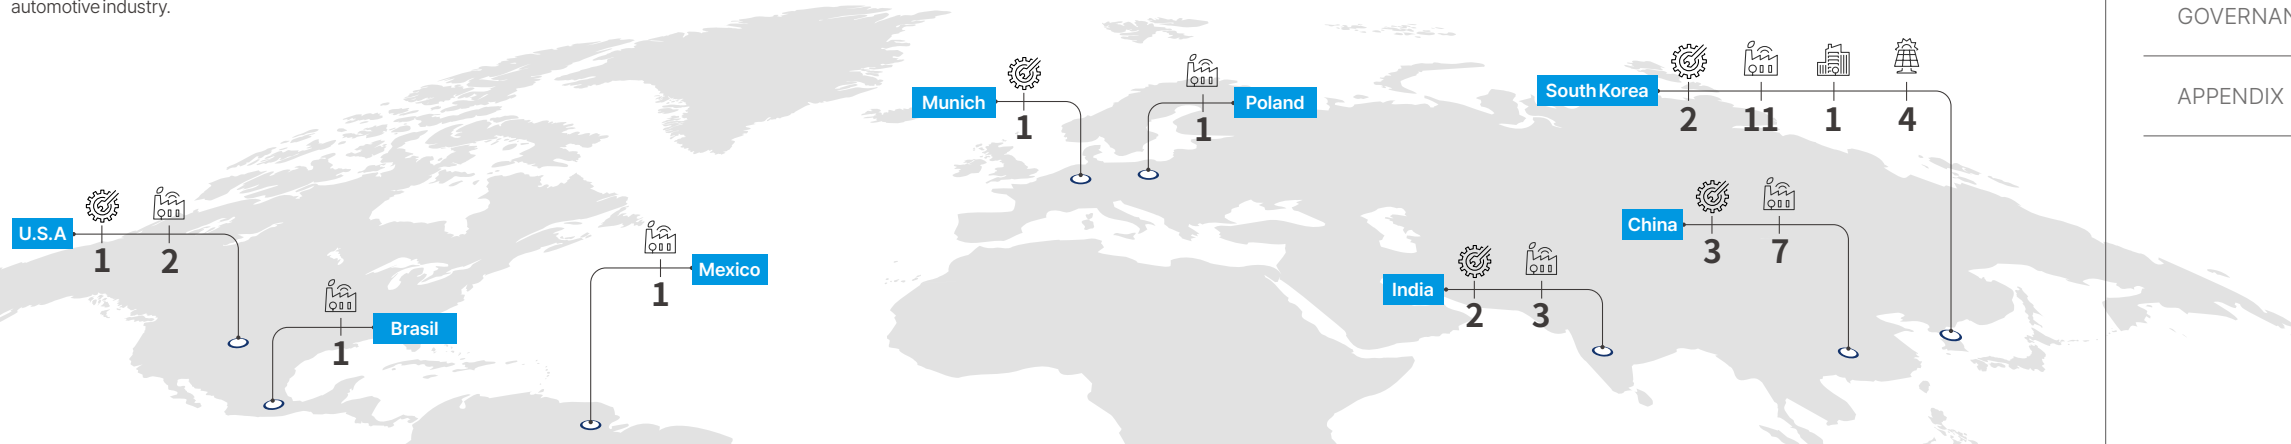 automotive industry.
GOVERNAN
APPENDIX
Munich
1
Poland
1
South Korea
2 11 1 4
U.S.A
1 2
Brasil
1
Mexico
1
India
2 3
China
3 7